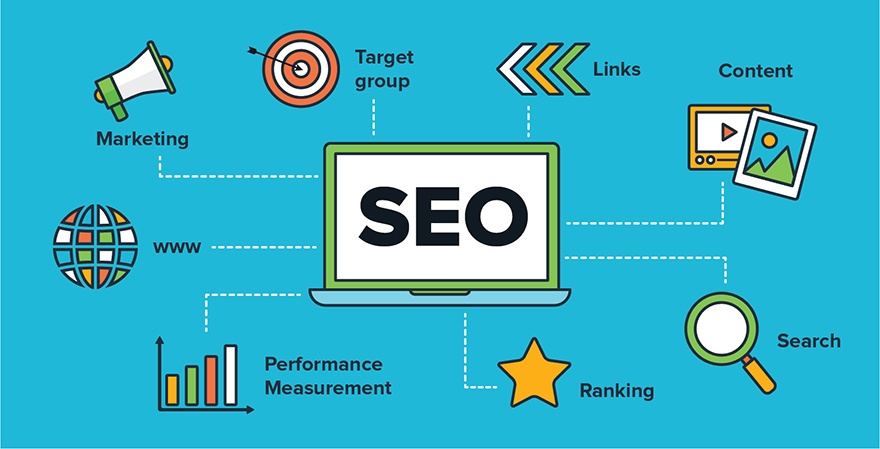 Target
group
Links
Content
Marketing
SEO
www
Search
Performance
Measurement
Ranking